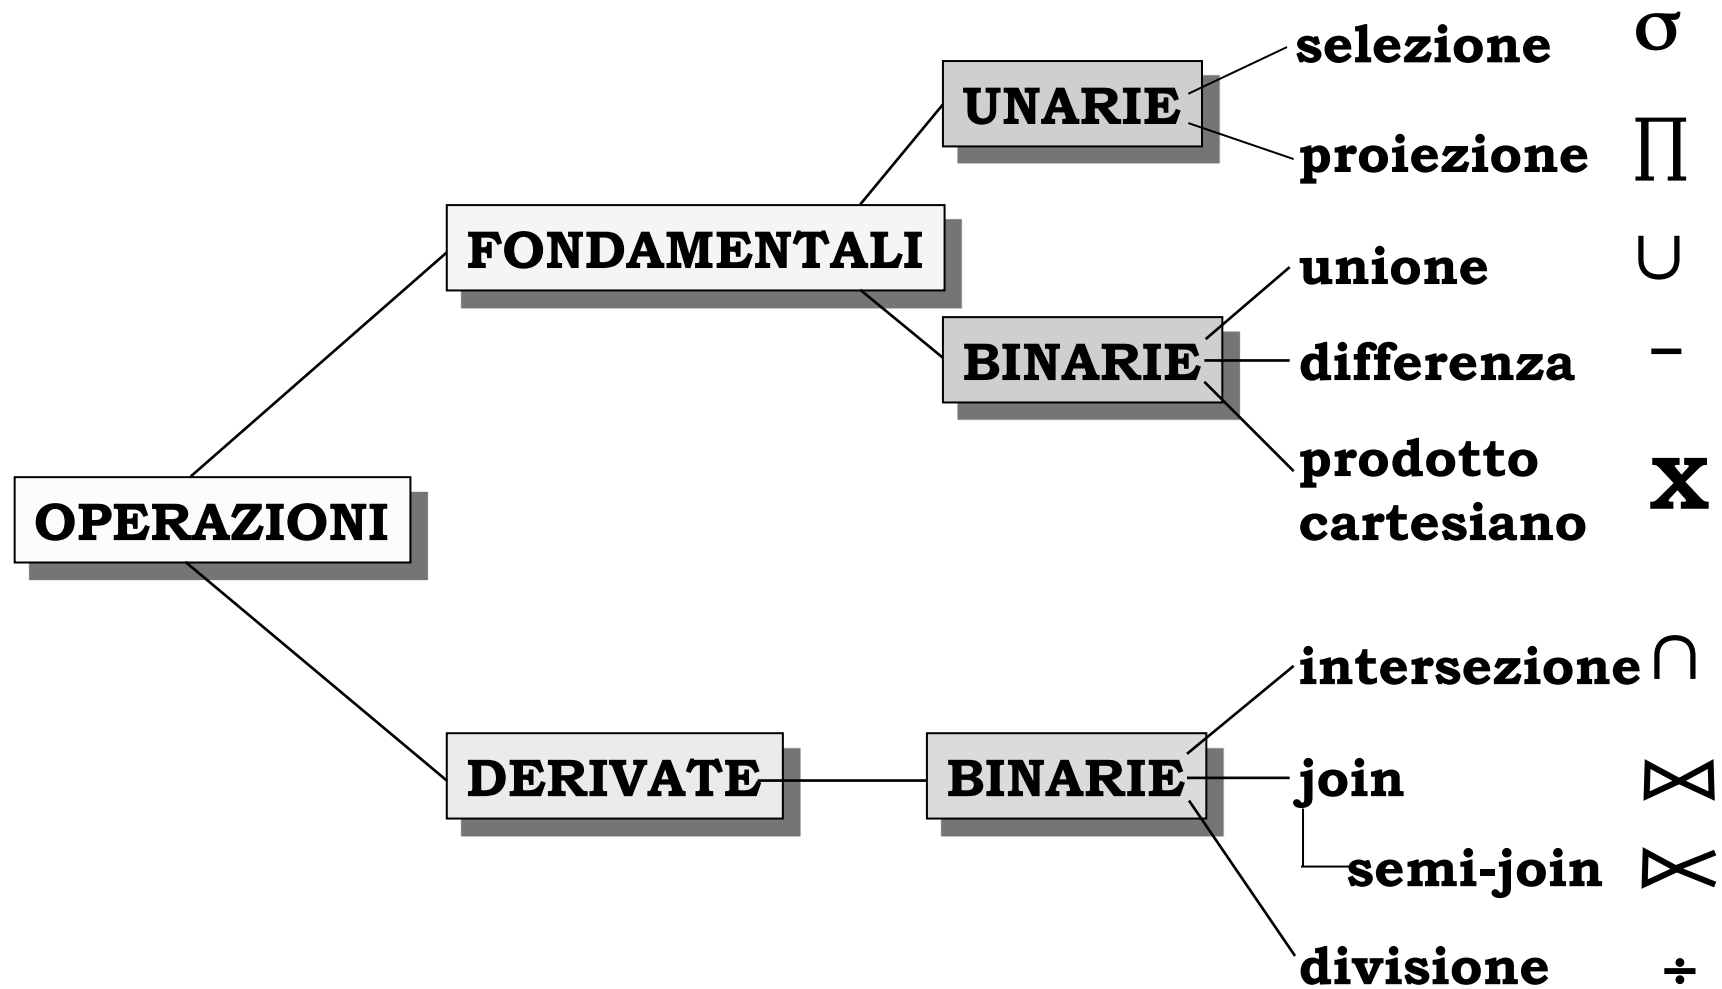 selezione σ
UNARIE
proiezione ∏
FONDAMENTALI
unione ∪
BINARIE
differenza –
prodotto
cartesiano x
OPERAZIONI
intersezione ∩
DERIVATE
BINARIE
join ⋈
semi-join ⋉
divisione ÷